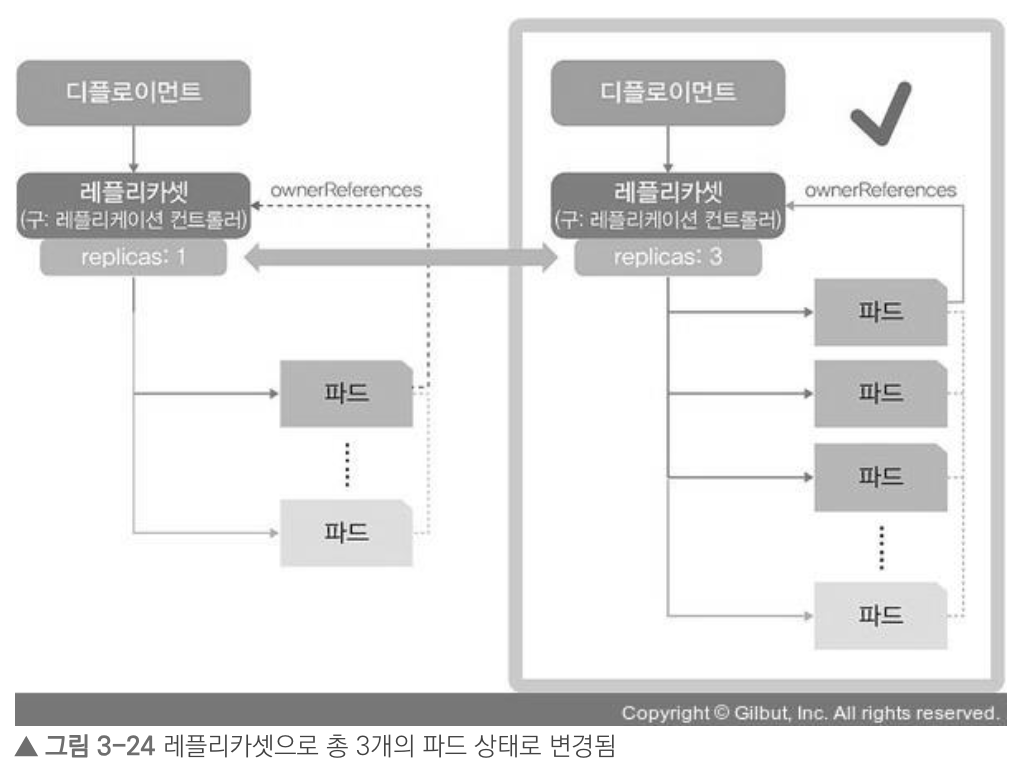 디플로이먼트
레플리카셋
(구: 레플리케이션 컨트롤러)
replicas: 1
ownerReferences
파드
파드
디플로이먼트
레플리카셋
(구: 레플리케이션 컨트롤러)
replicas: 3
ownerReferences
파드
파드
파드
파드
Copyright © Gilbut, Inc. All rights reserved.
▲ 그림 3-24 레플리카셋으로 총 3개의 파드 상태로 변경됨